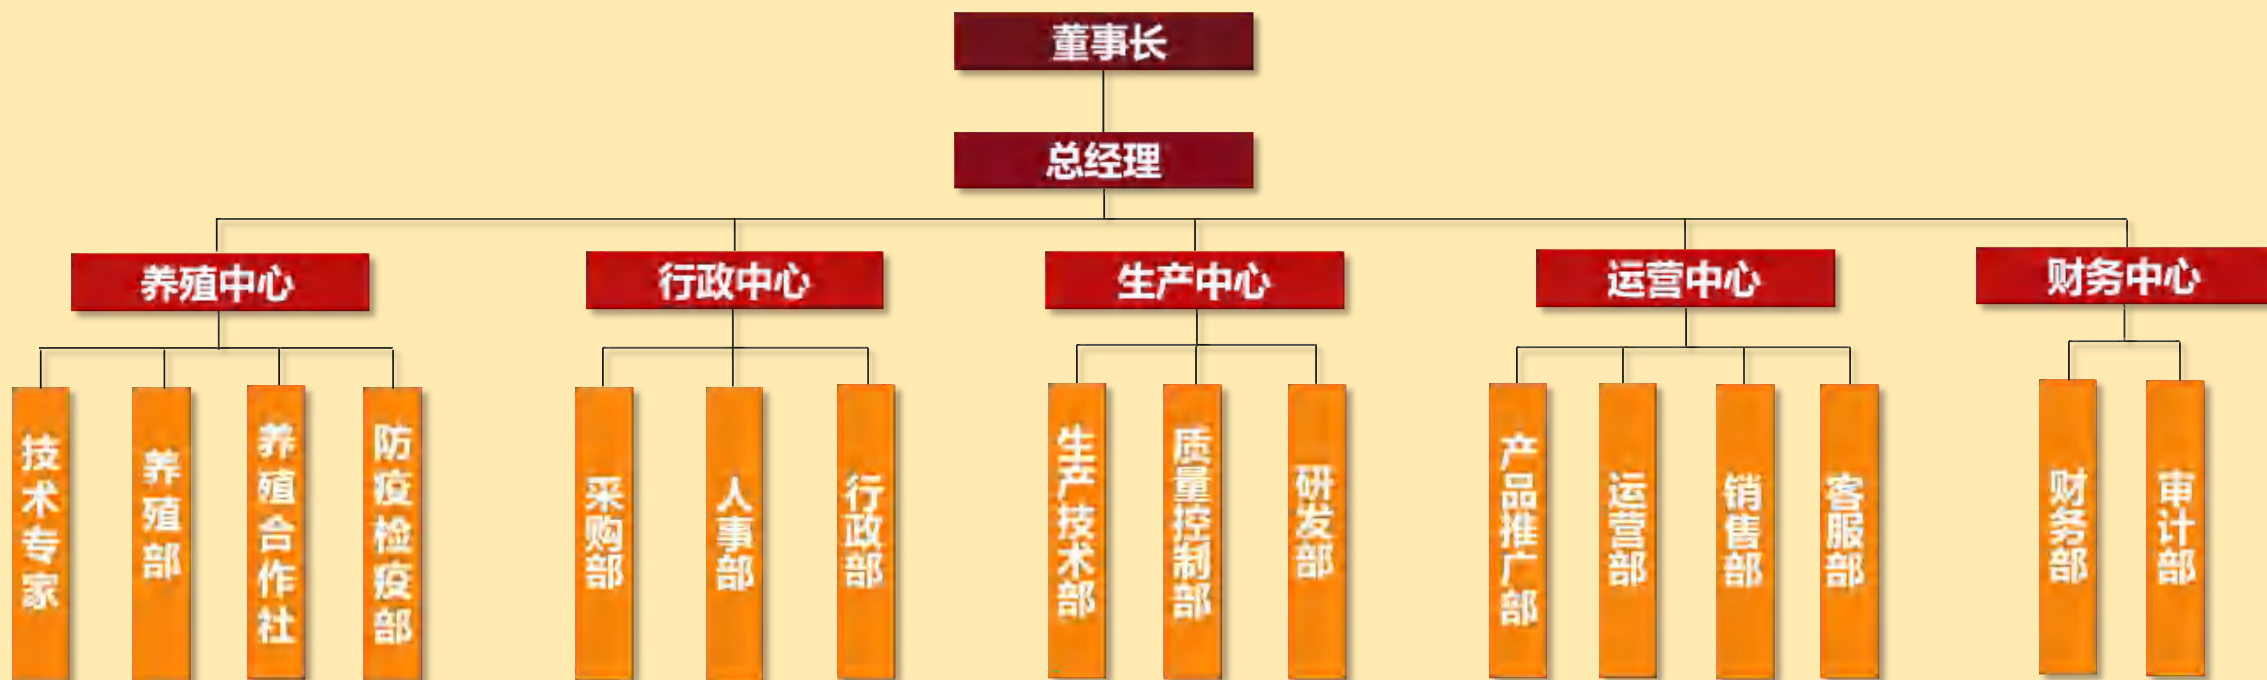 董事长
总经理
养殖中心
行政中心
生产中心
运营中心
财务中心
技术专家
养殖部
养殖合作社
防疫检疫部
采购部
人事部
行政部
生产技术部
质量控制部
研发部
产品推广部
运营部
销售部
客服部
财务部
审计部